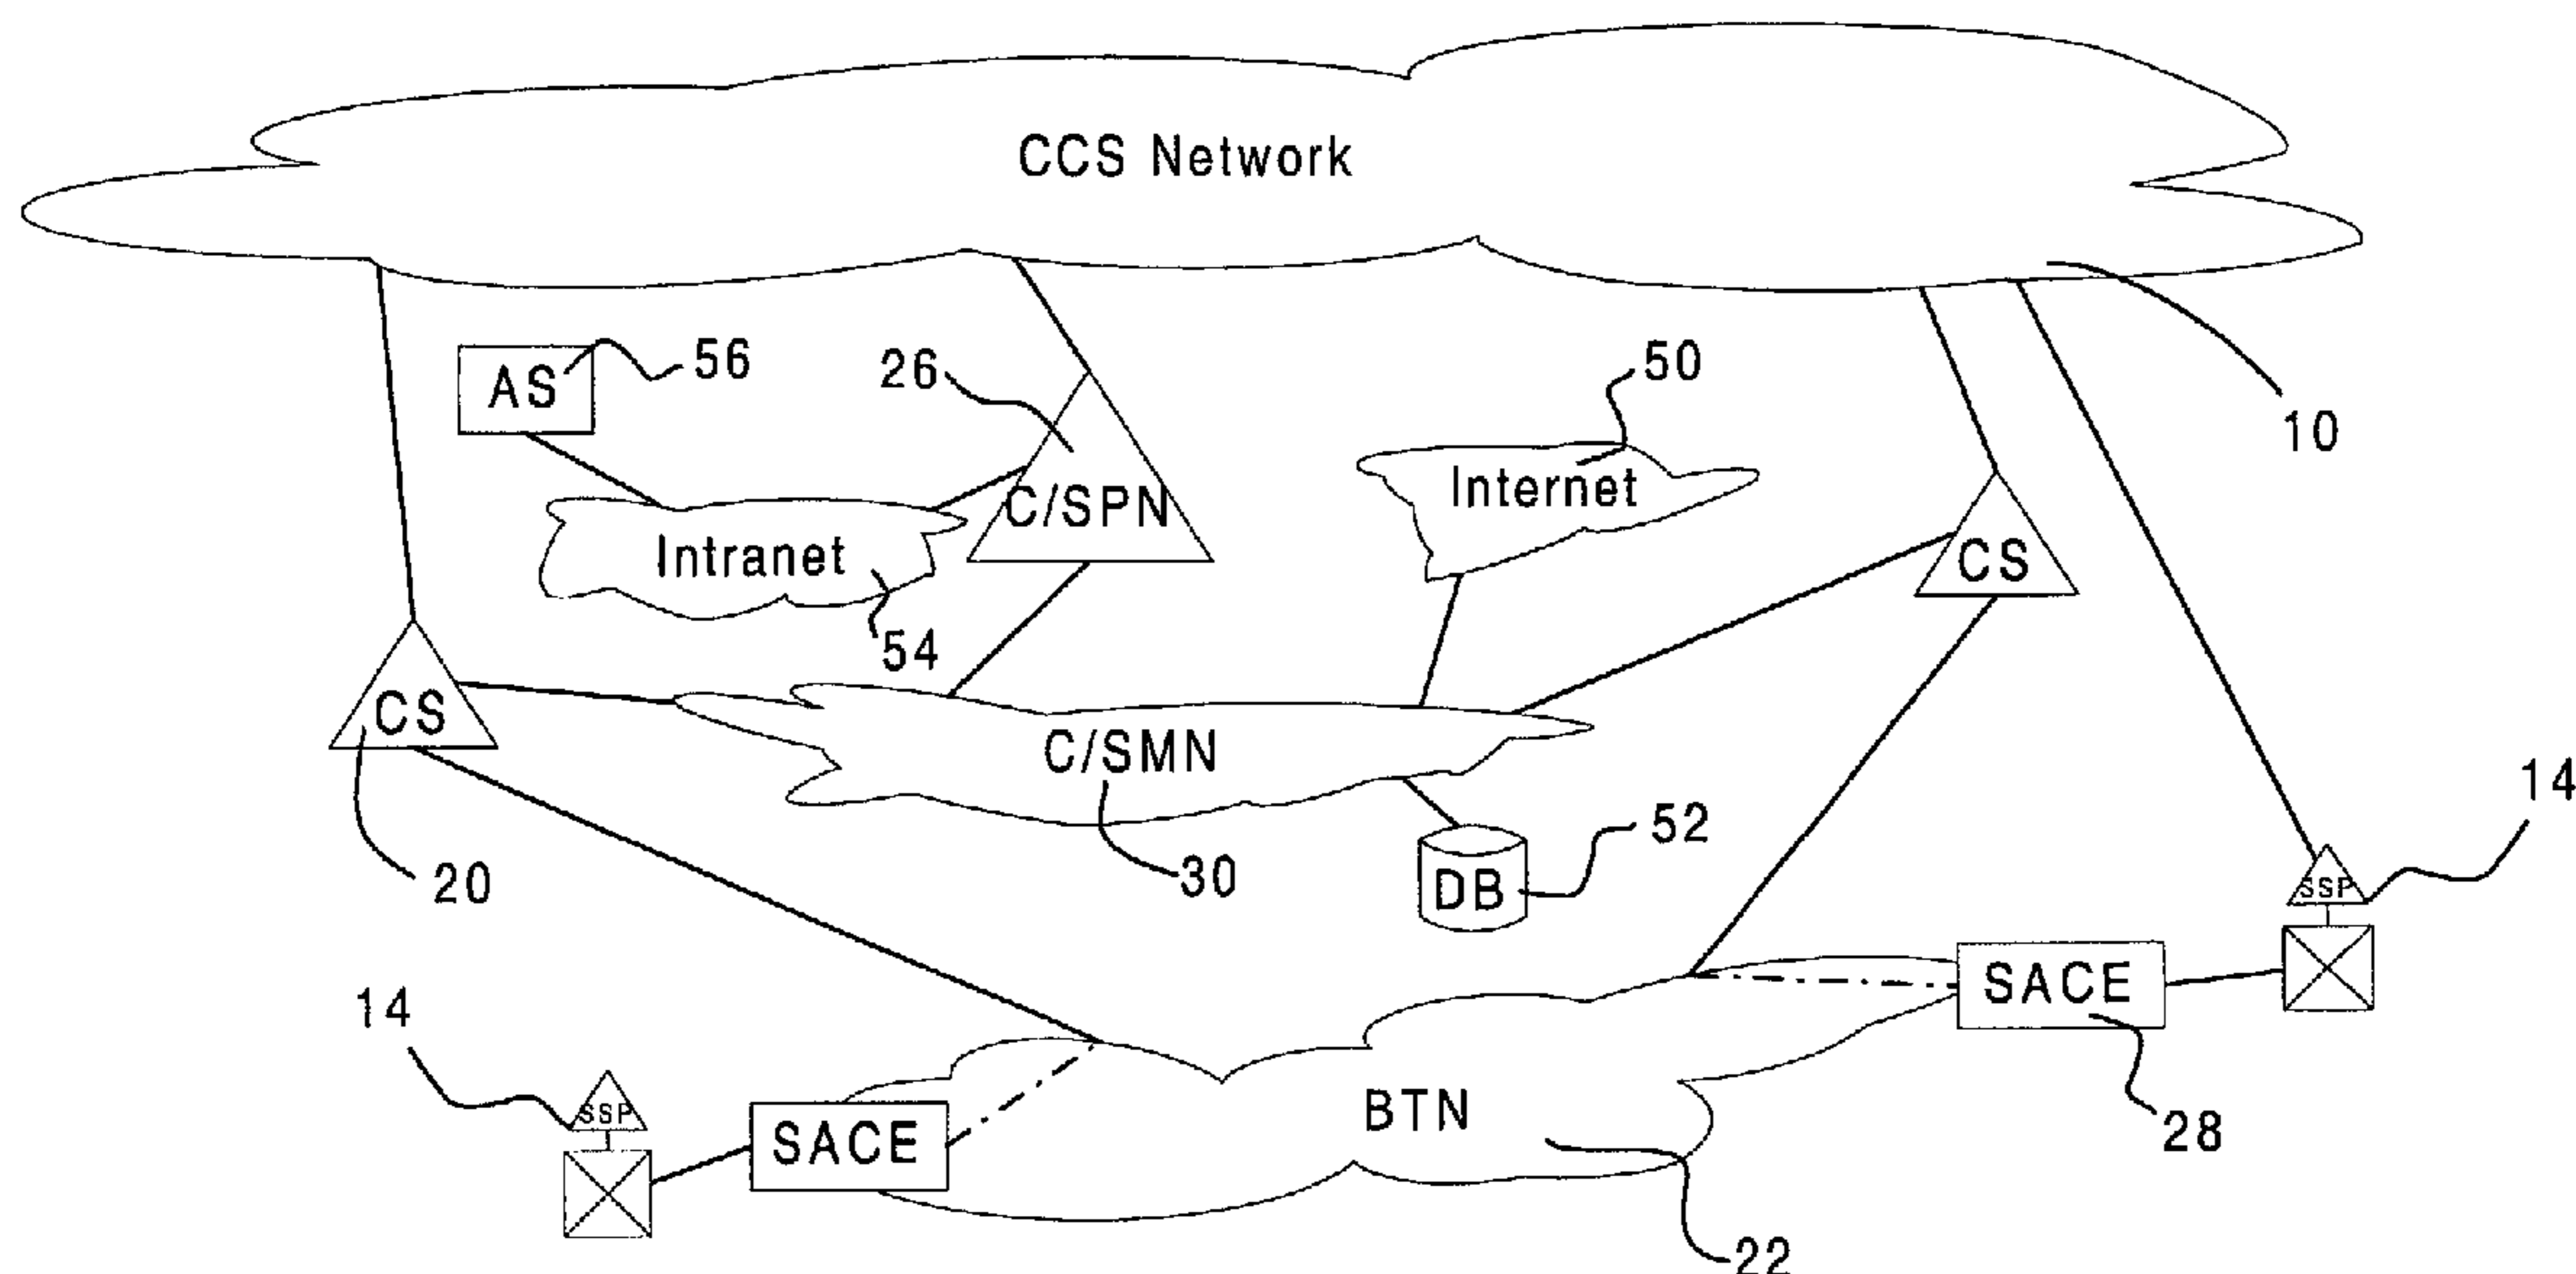 CCS Network
10
AS
56
26
C/SPN
50
Internet
Intranet
54
CS
CS
20
C/SMN
30
DB
52
14
SSP
SACE
28
14
SSP
SACE
BTN
22